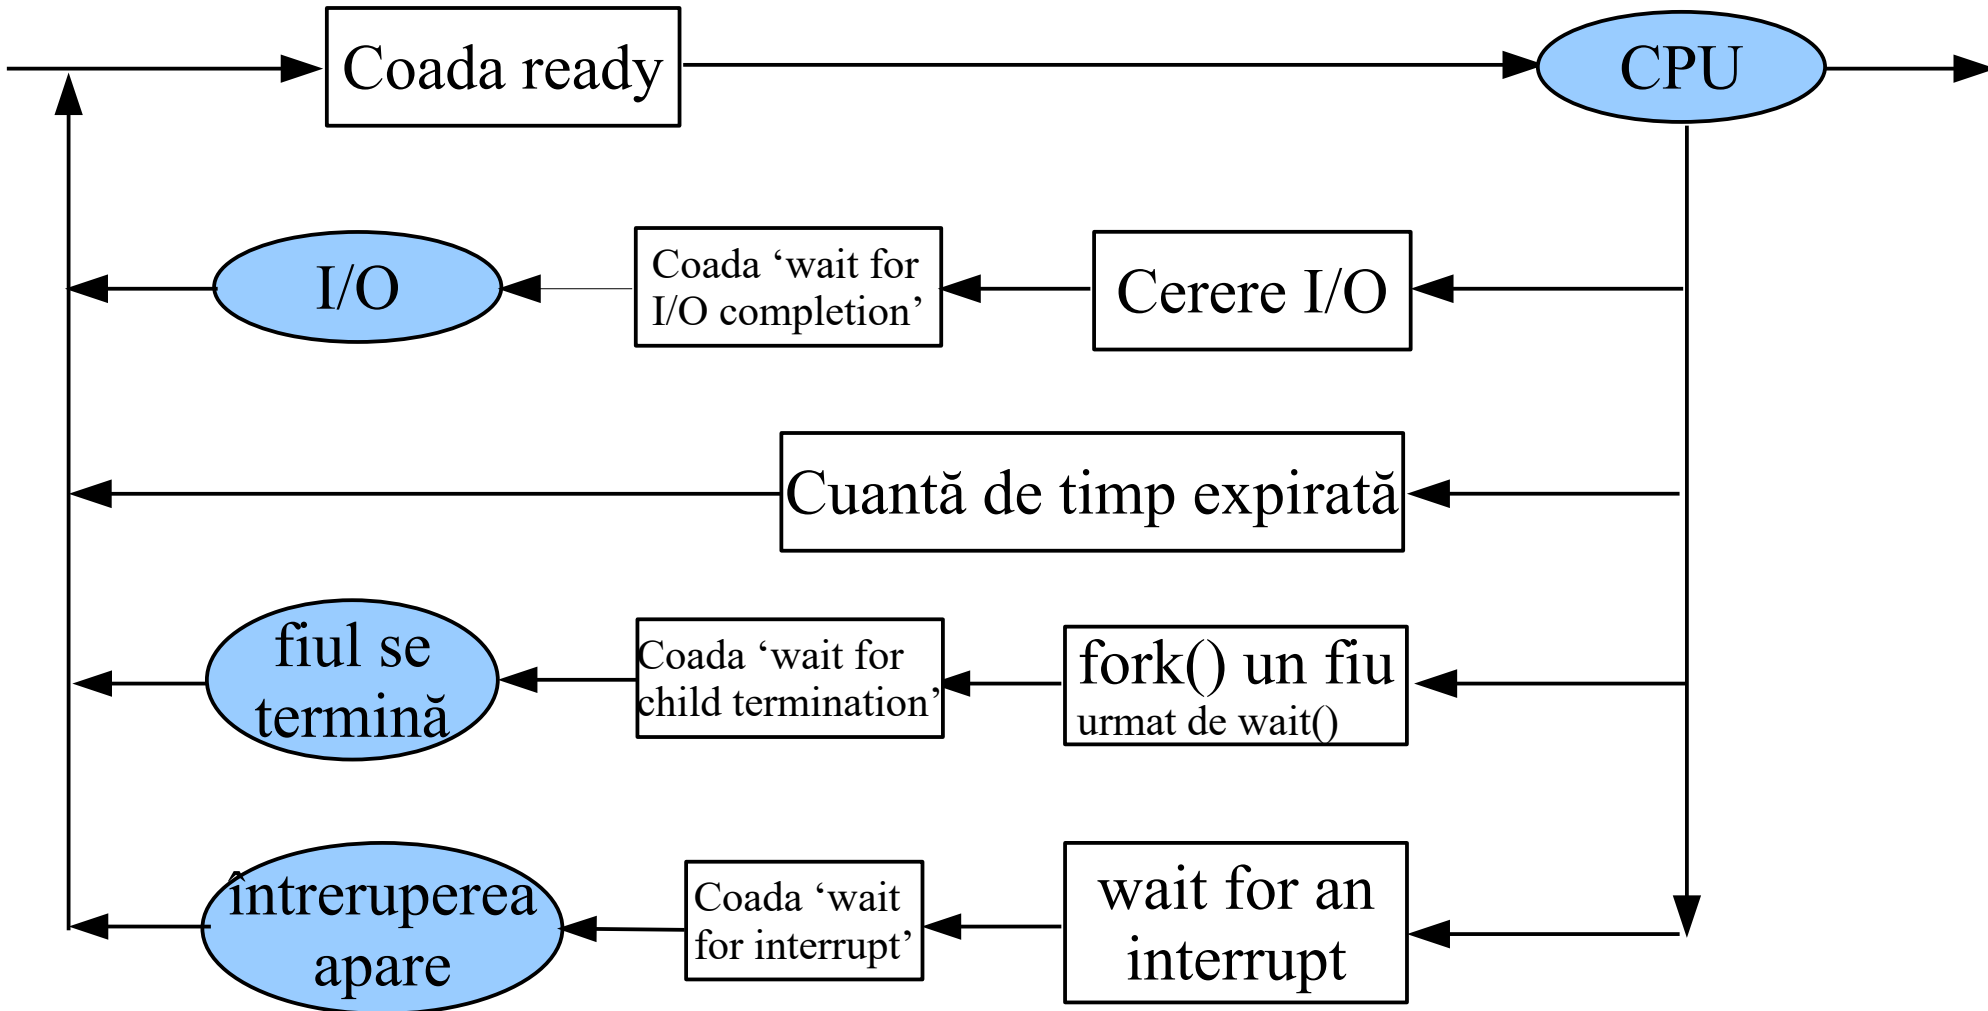 Coada ready
CPU
I/O
Coada ‘wait for
I/O completion’
Cerere I/O
Cuantă de timp expirată
fiul se
termină
Coada ‘wait for
child termination’
fork() un fiu
urmat de wait()
întreruperea
apare
Coada ‘wait
for interrupt’
wait for an
interrupt